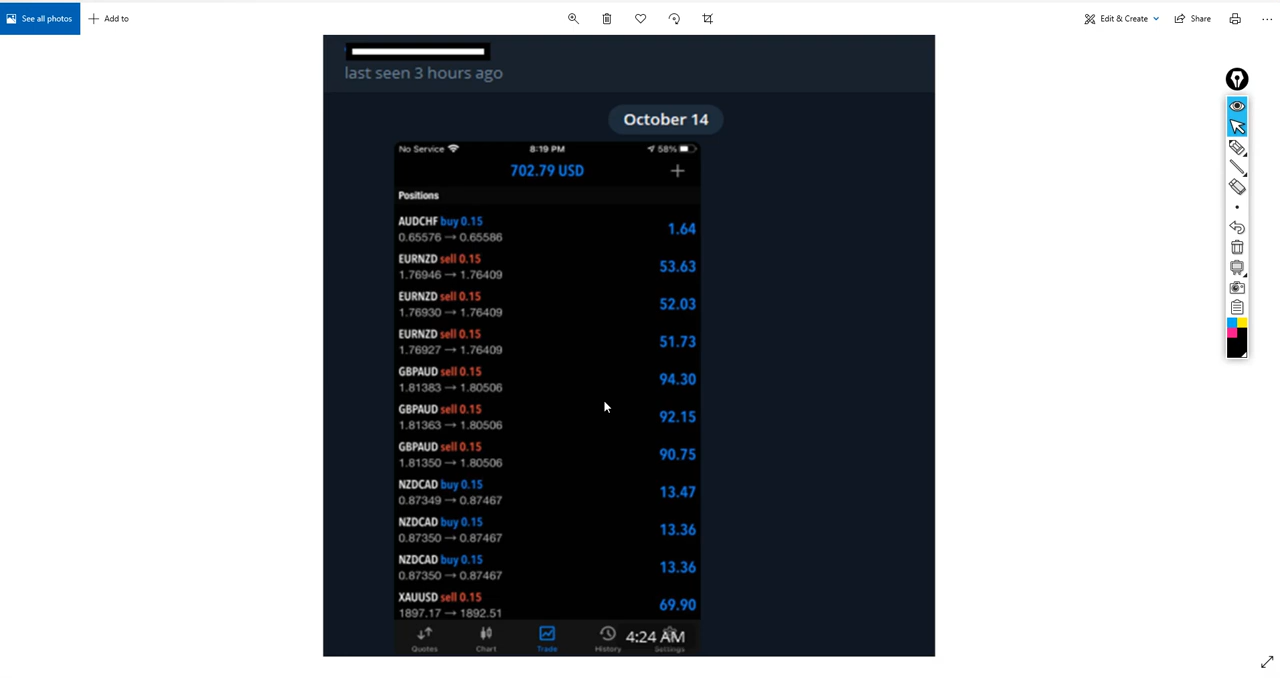 See all photos
Add to
Edit & Create
Share
last seen 3 hours ago
October 14
No Service 8:19 PM 58%
702.79 USD
Positions
AUDCHF buy 0.15
0.65576 → 0.65586 1.64
EURNZD sell 0.15
1.76946 → 1.76409 53.63
EURNZD sell 0.15
1.76930 → 1.76409 52.03
EURNZD sell 0.15
1.76927 → 1.76409 51.73
GBPAUD sell 0.15
1.81383 → 1.80506 94.30
GBPAUD sell 0.15
1.81363 → 1.80506 92.15
GBPAUD sell 0.15
1.81350 → 1.80506 90.75
NZDCAD buy 0.15
0.87349 → 0.87467 13.47
NZDCAD buy 0.15
0.87350 → 0.87467 13.36
NZDCAD buy 0.15
0.87350 → 0.87467 13.36
XAUUSD sell 0.15
1897.17 → 1892.51 69.90
4:24 AM
Quotes Chart Trade History Settings